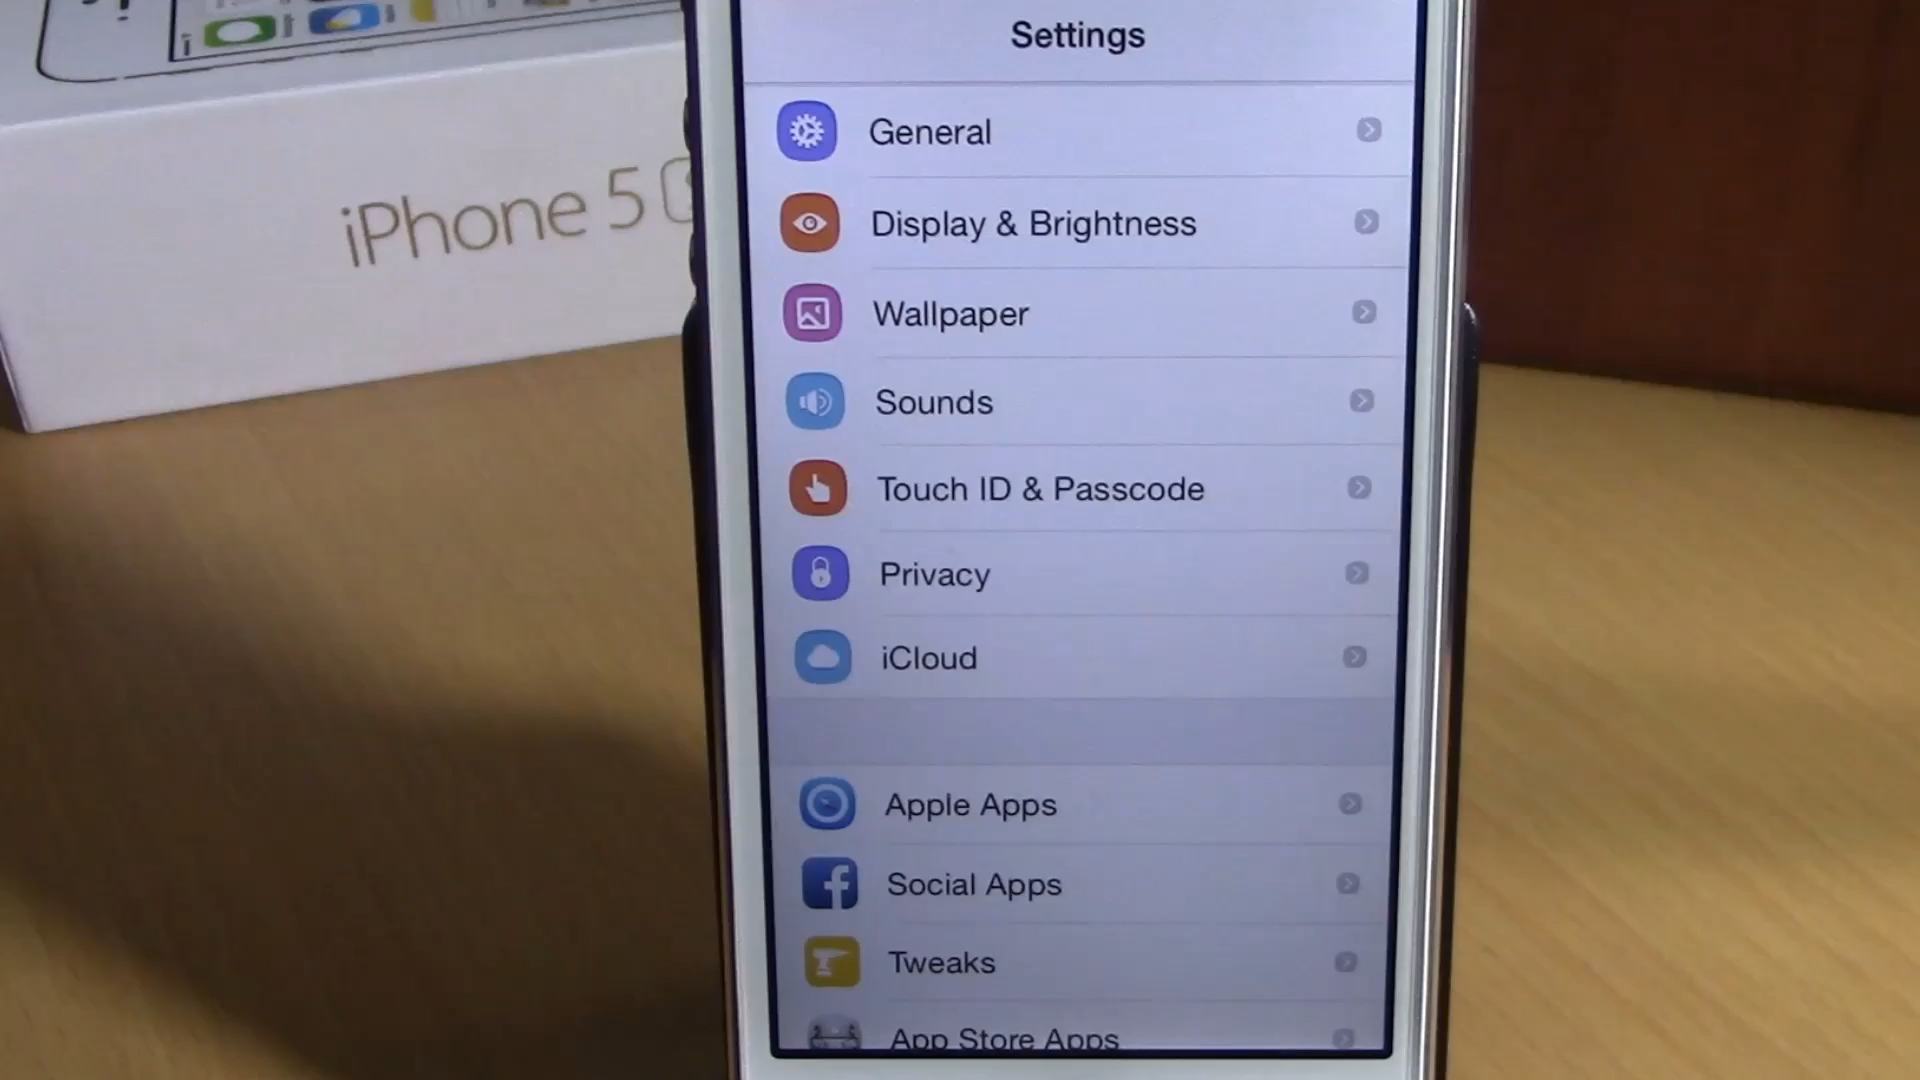 Settings
iPhone 5
General
Display & Brightness
Wallpaper
Sounds
Touch ID & Passcode
Privacy
iCloud
Apple Apps
Social Apps
Tweaks
App Store Apps